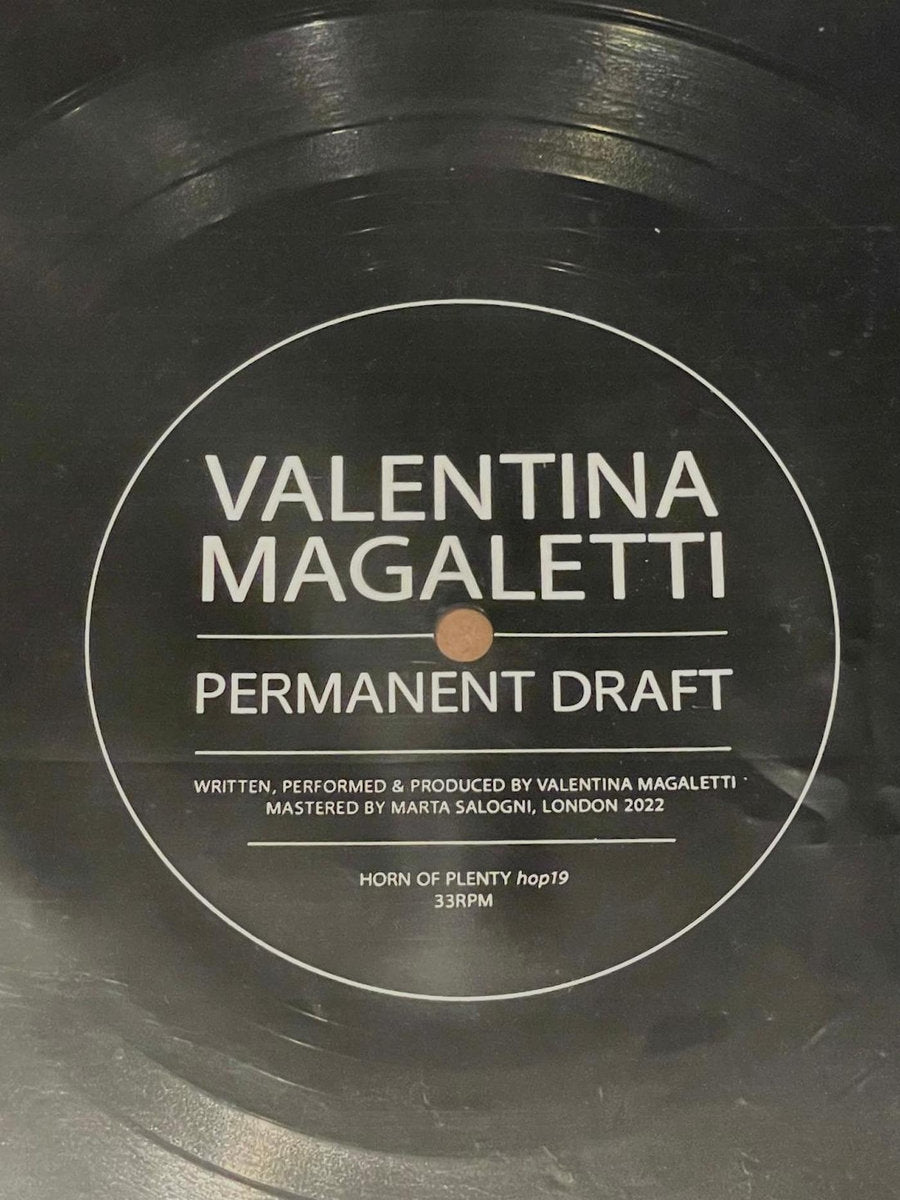 VALENTINA
MAGALETTI
PERMANENT DRAFT
WRITTEN, PERFORMED & PRODUCED BY VALENTINA MAGALETTI
MASTERED BY MARTA SALOGNI, LONDON 2022
HORN OF PLENTY hop19
33RPM